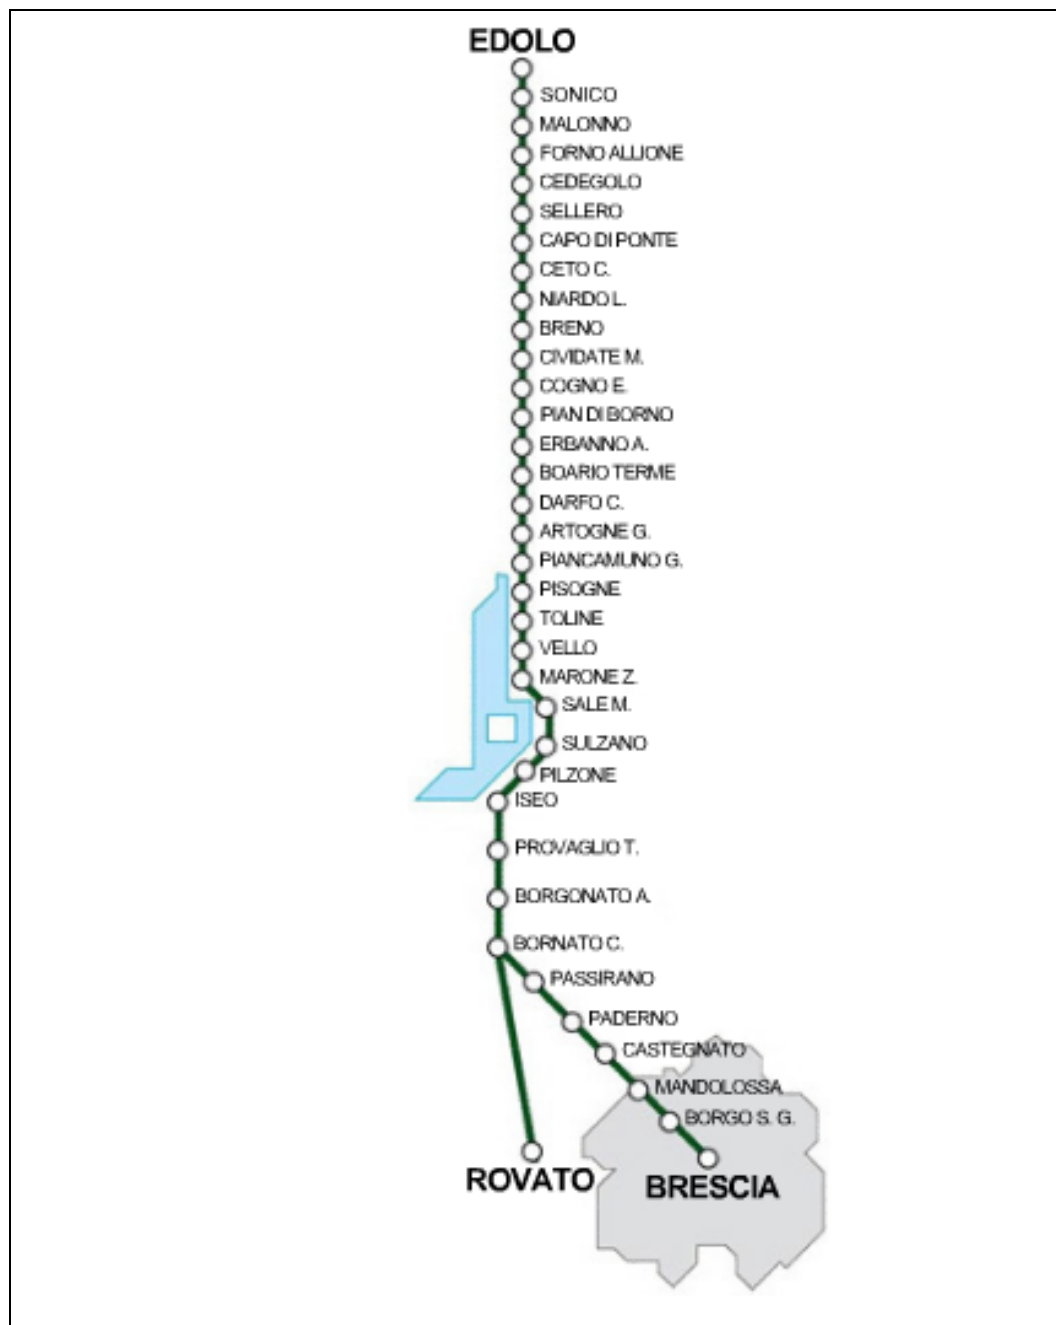 EDOLO
SONICO
MALONNO
FORNO ALLIONE
CEDEGOLO
SELLERO
CAPO DI PONTE
CETO C.
NIARDO L.
BRENO
CIVIDATE M.
COGNO E.
PIAN DI BORNO
ERBANNO A.
BOARIO TERME
DARFO C.
ARTOGNE G.
PIANCAMUNO G.
PISOGNE
TOLINE
VELLO
MARONE Z.
SALE M.
SULZANO
PILZONE
ISEO
PROVAGLIO T.
BORGONATO A.
BORNATO C.
PASSIRANO
PADERNO
CASTEGNATO
MANDOLOSSA
BORGO S. G.
ROVATO
BRESCIA